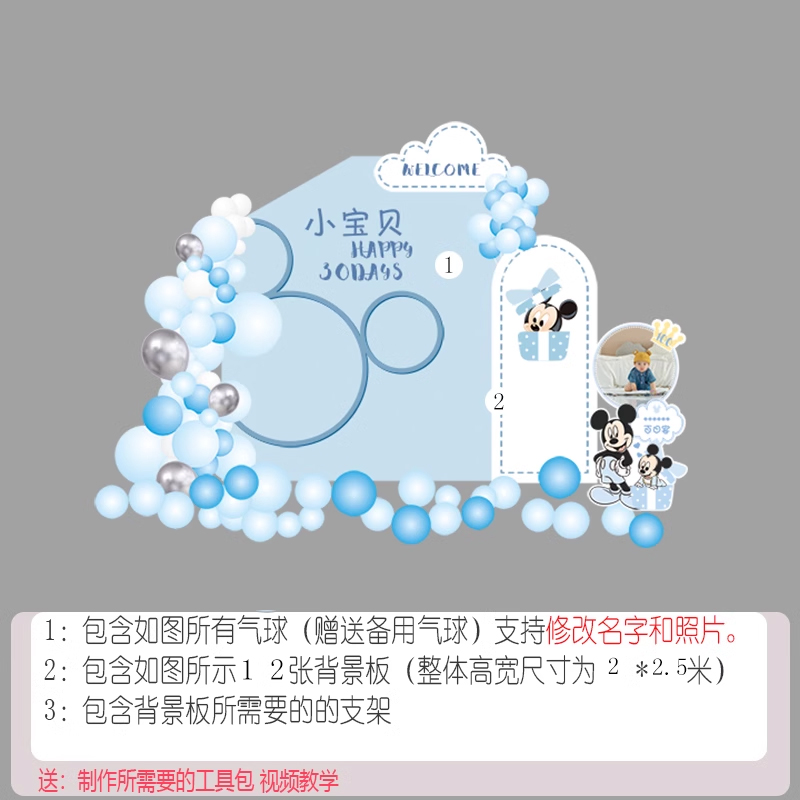 WELCOME
小宝贝
HAPPY
30DAYS
1
2
100
百日宴
1：包含如图所有气球（赠送备用气球）支持修改名字和照片。
2：包含如图所示1 2张背景板（整体高宽尺寸为 2 *2.5米）
3：包含背景板所需要的的支架
送：制作所需要的工具包 视频教学